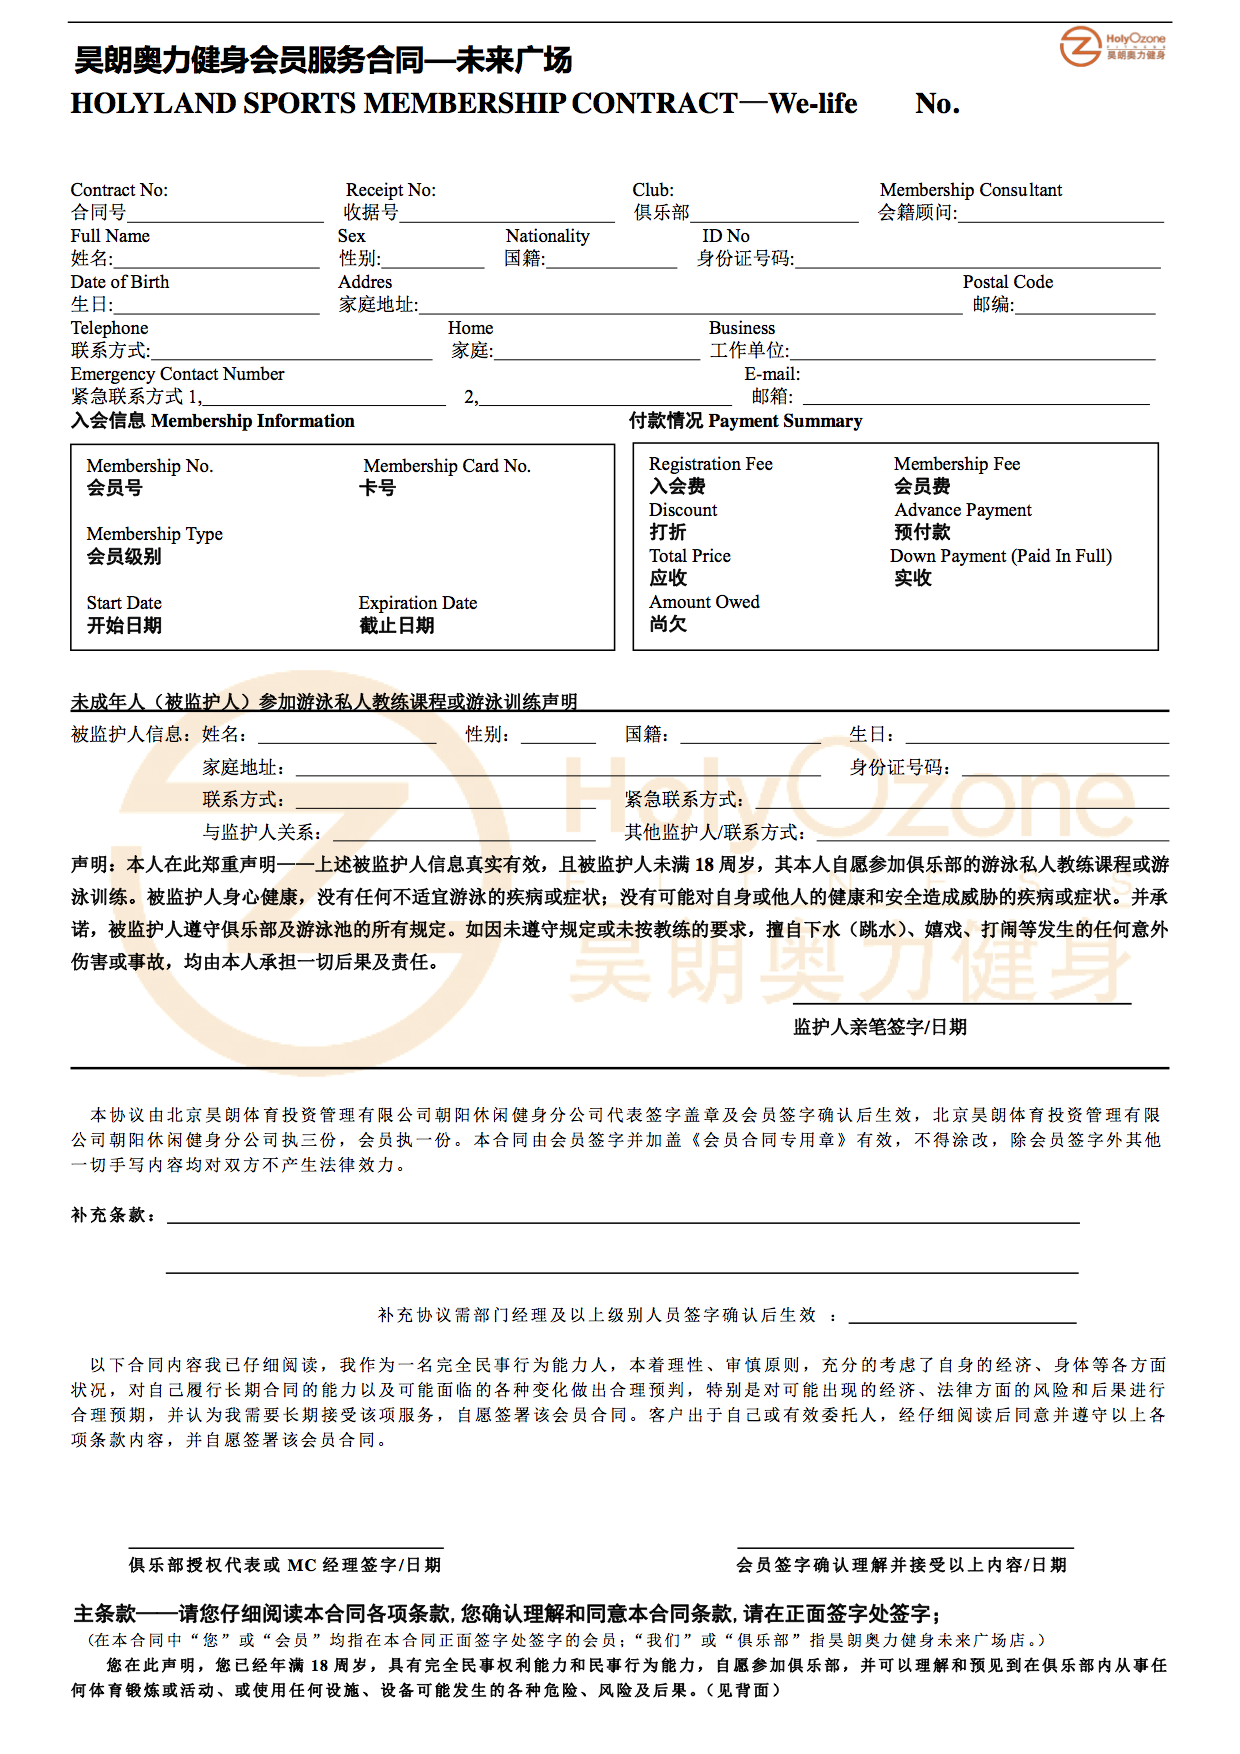 HolyOzone
FITNESS
昊朗奥力健身
昊朗奥力健身会员服务合同—未来广场
HOLYLAND SPORTS MEMBERSHIP CONTRACT—We-life No.
Contract No: Receipt No: Club: Membership Consultant
合同号 收据号 俱乐部 会籍顾问:
Full Name Sex Nationality ID No
姓名: 性别: 国籍: 身份证号码:
Date of Birth Addres Postal Code
生日: 家庭地址: 邮编:
Telephone Home Business
联系方式: 家庭: 工作单位:
Emergency Contact Number E-mail:
紧急联系方式 1, 2, 邮箱:
入会信息 Membership Information 付款情况 Payment Summary
Membership No. Membership Card No.
会员号 卡号
Membership Type
会员级别
Start Date Expiration Date
开始日期 截止日期
Registration Fee Membership Fee
入会费 会员费
Discount Advance Payment
打折 预付款
Total Price Down Payment (Paid In Full)
应收 实收
Amount Owed
尚欠
未成年人（被监护人）参加游泳私人教练课程或游泳训练声明
被监护人信息：姓名： 性别： 国籍： 生日：
家庭地址： 身份证号码：
联系方式： 紧急联系方式：
与监护人关系： 其他监护人/联系方式：
声明：本人在此郑重声明——上述被监护人信息真实有效，且被监护人未满 18 周岁，其本人自愿参加俱乐部的游泳私人教练课程或游
泳训练。被监护人身心健康，没有任何不适宜游泳的疾病或症状；没有可能对自身或他人的健康和安全造成威胁的疾病或症状。并承
诺，被监护人遵守俱乐部及游泳池的所有规定。如因未遵守规定或未按教练的要求，擅自下水（跳水）、嬉戏、打闹等发生的任何意外
伤害或事故，均由本人承担一切后果及责任。
HolyOzone
FITNESS
昊朗奥力健身
监护人亲笔签字/日期
本协议由北京昊朗体育投资管理有限公司朝阳休闲健身分公司代表签字盖章及会员签字确认后生效，北京昊朗体育投资管理有限
公司朝阳休闲健身分公司执三份，会员执一份。本合同由会员签字并加盖《会员合同专用章》有效，不得涂改，除会员签字外其他
一切手写内容均对双方不产生法律效力。
补充条款：
补充协议需部门经理及以上级别人员签字确认后生效 ：
以下合同内容我已仔细阅读，我作为一名完全民事行为能力人，本着理性、审慎原则，充分的考虑了自身的经济、身体等各方面
状况，对自己履行长期合同的能力以及可能面临的各种变化做出合理预判，特别是对可能出现的经济、法律方面的风险和后果进行
合理预期，并认为我需要长期接受该项服务，自愿签署该会员合同。客户出于自己或有效委托人，经仔细阅读后同意并遵守以上各
项条款内容，并自愿签署该会员合同。
俱乐部授权代表或 MC 经理签字/日期 会员签字确认理解并接受以上内容/日期
主条款——请您仔细阅读本合同各项条款,您确认理解和同意本合同条款,请在正面签字处签字；
（在本合同中“您”或“会员”均指在本合同正面签字处签字的会员；“我们”或“俱乐部”指昊朗奥力健身未来广场店。）
您在此声明，您已经年满 18 周岁，具有完全民事权利能力和民事行为能力，自愿参加俱乐部，并可以理解和预见到在俱乐部内从事任
何体育锻炼或活动、或使用任何设施、设备可能发生的各种危险、风险及后果。（见背面）